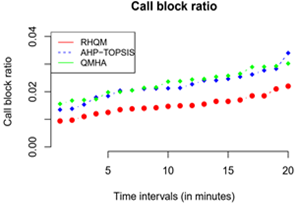 Call block ratio
Call block ratio
0.04
0.02
0.00
RHQM
AHP-TOPSIS
QMHA
5 10 15 20
Time intervals (in minutes)